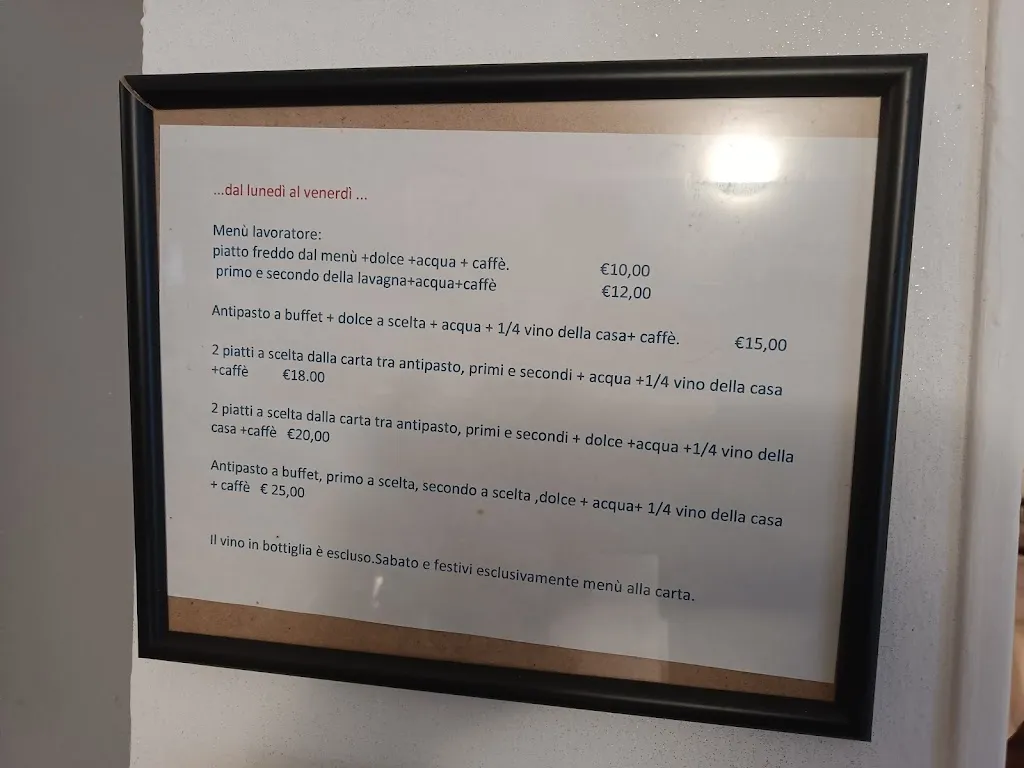 ...dal lunedì al venerdì ...
Menù lavoratore:
piatto freddo dal menù +dolce +acqua + caffè. €10,00
primo e secondo della lavagna+acqua+caffè €12,00
Antipasto a buffet + dolce a scelta + acqua + 1/4 vino della casa+ caffè. €15,00
2 piatti a scelta dalla carta tra antipasto, primi e secondi + acqua +1/4 vino della casa
+caffè €18.00
2 piatti a scelta dalla carta tra antipasto, primi e secondi + dolce +acqua +1/4 vino della
casa +caffè €20,00
Antipasto a buffet, primo a scelta, secondo a scelta ,dolce + acqua+ 1/4 vino della casa
+ caffè € 25,00
Il vino in bottiglia è escluso.Sabato e festivi esclusivamente menù alla carta.